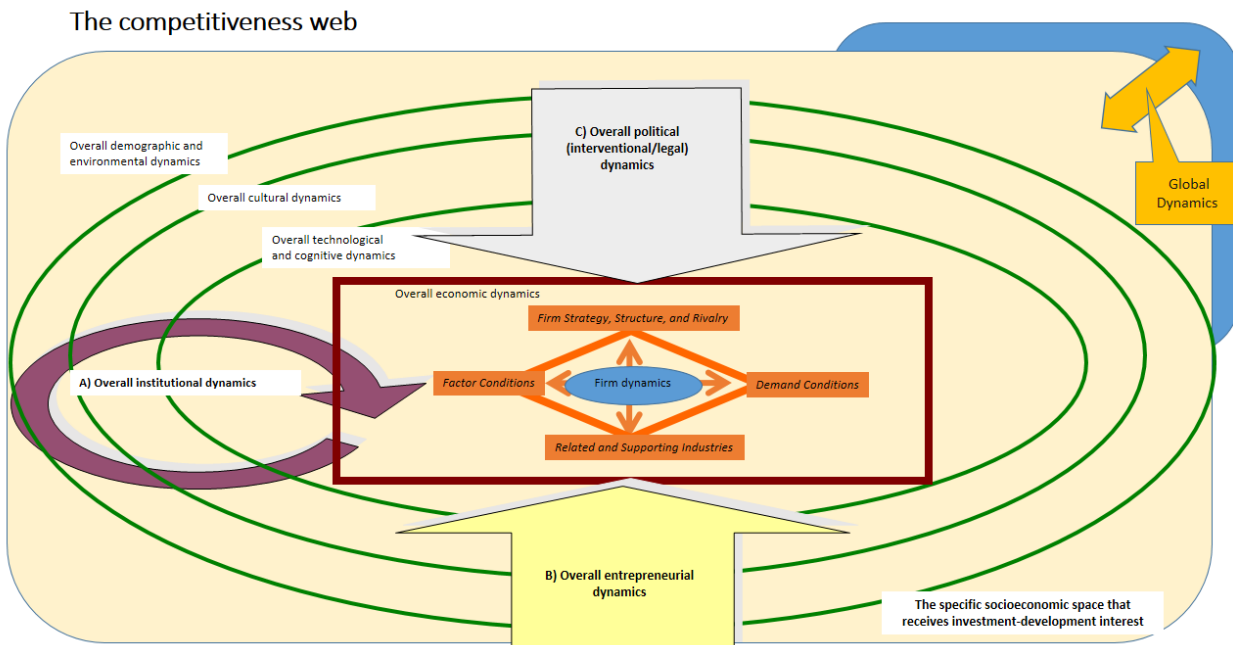 The competitiveness web
C) Overall political
(interventional/legal)
dynamics
Overall demographic and
environmental dynamics
Global
Dynamics
Overall cultural dynamics
Overall technological
and cognitive dynamics
Overall economic dynamics
Firm Strategy, Structure, and Rivalry
A) Overall institutional dynamics
Factor Conditions
Firm dynamics
Demand Conditions
Related and Supporting Industries
B) Overall entrepreneurial
dynamics
The specific socioeconomic space that
receives investment-development interest